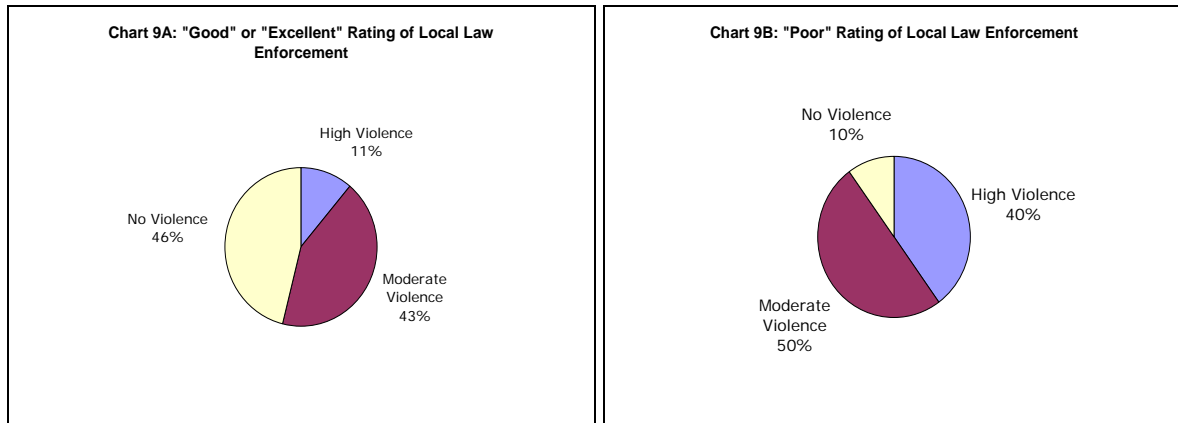 Chart 9A: "Good" or "Excellent" Rating of Local Law
Enforcement
High Violence
11%
No Violence
46%
Moderate
Violence
43%
Chart 9B: "Poor" Rating of Local Law Enforcement
No Violence
10%
High Violence
40%
Moderate
Violence
50%